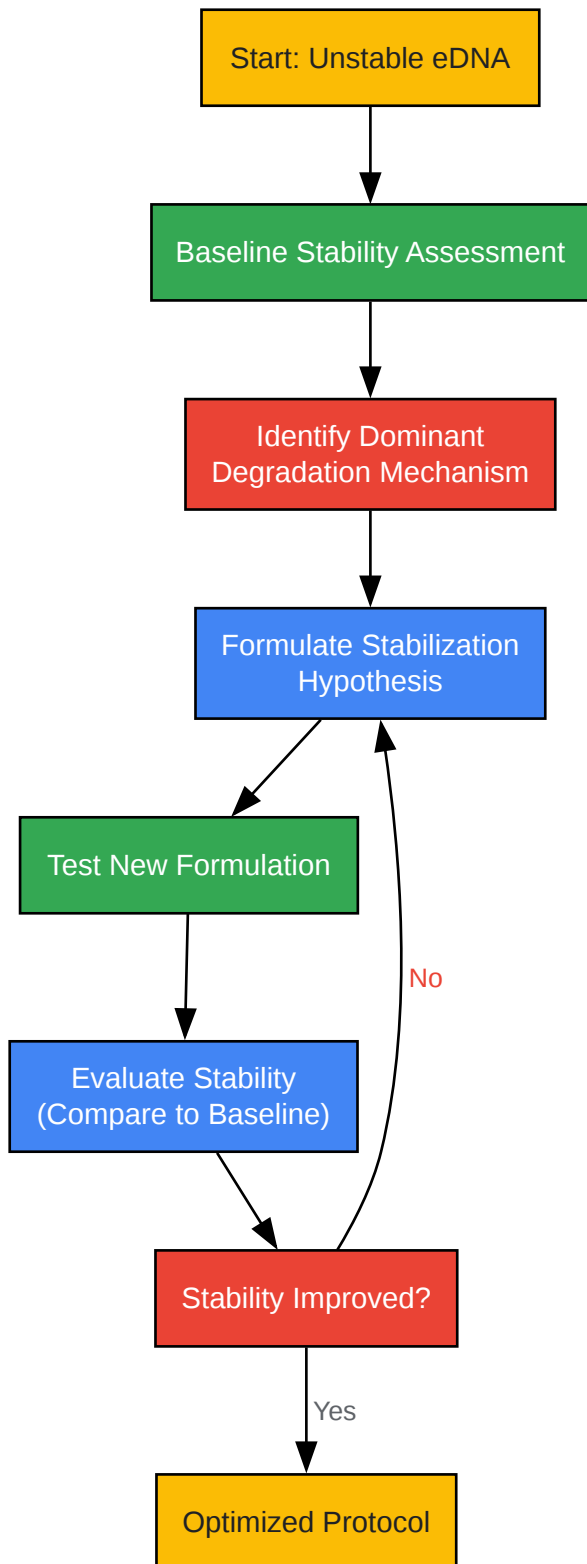 Start: Unstable eDNA
Baseline Stability Assessment
Identify Dominant
Degradation Mechanism
Formulate Stabilization
Hypothesis
Test New Formulation
No
Evaluate Stability
(Compare to Baseline)
Stability Improved?
Yes
Optimized Protocol